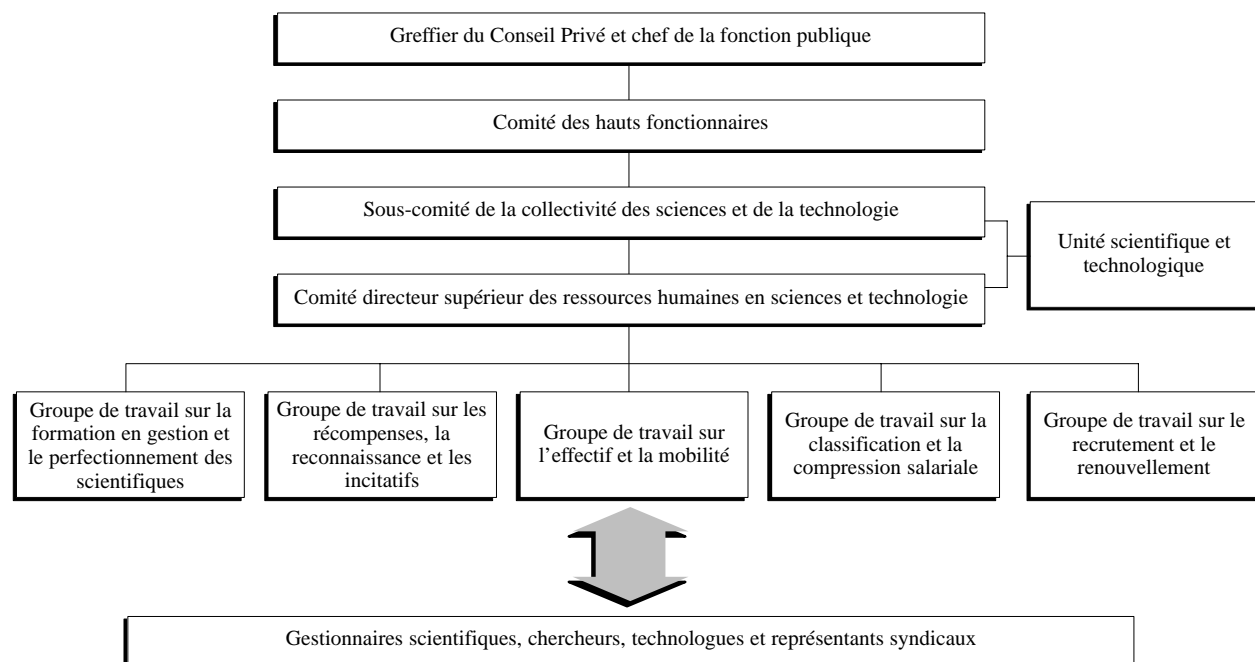 Greffier du Conseil Privé et chef de la fonction publique
Comité des hauts fonctionnaires
Sous-comité de la collectivité des sciences et de la technologie
Unité scientifique et
technologique
Comité directeur supérieur des ressources humaines en sciences et technologie
Groupe de travail sur la
formation en gestion et
le perfectionnement des
scientifiques
Groupe de travail sur les
récompenses, la
reconnaissance et les
incitatifs
Groupe de travail sur
l’effectif et la mobilité
Groupe de travail sur la
classification et la
compression salariale
Groupe de travail sur le
recrutement et le
renouvellement
Gestionnaires scientifiques, chercheurs, technologues et représentants syndicaux